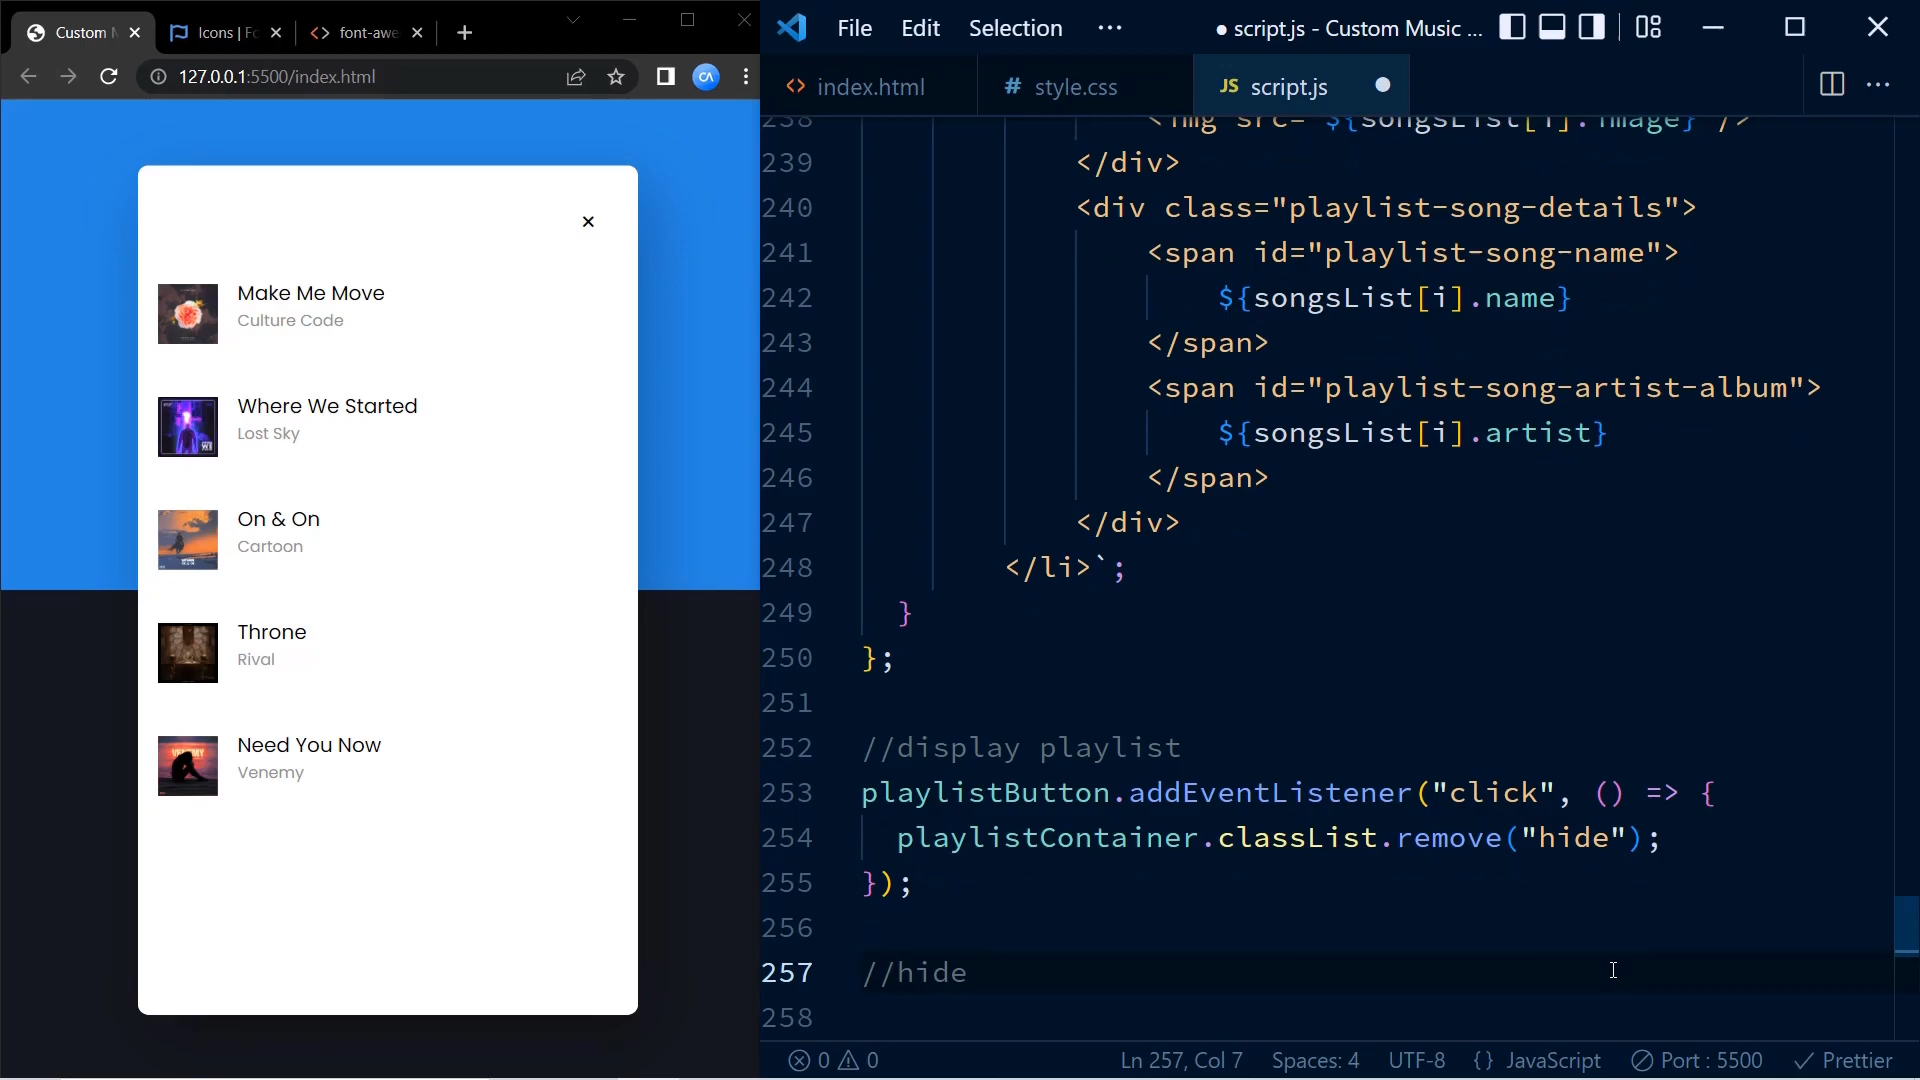 Custom M
Icons | Fo
font-awe
127.0.0.1:5500/index.html
CA
Make Me Move
Culture Code
Where We Started
Lost Sky
On & On
Cartoon
Throne
Rival
Need You Now
Venemy
File Edit Selection ···
● script.js - Custom Music ...
index.html
# style.css
JS script.js
238 <img src="${songsList[i].image}"/>
239 </div>
240 <div class="playlist-song-details">
241 <span id="playlist-song-name">
242 ${songsList[i].name}
243 </span>
244 <span id="playlist-song-artist-album">
245 ${songsList[i].artist}
246 </span>
247 </div>
248 </li>`;
249 }
250 };
251
252 //display playlist
253 playlistButton.addEventListener("click", () => {
254 playlistContainer.classList.remove("hide");
255 });
256
257 //hide
258
0 0 Ln 257, Col 7 Spaces: 4 UTF-8 {} JavaScript Port : 5500 Prettier